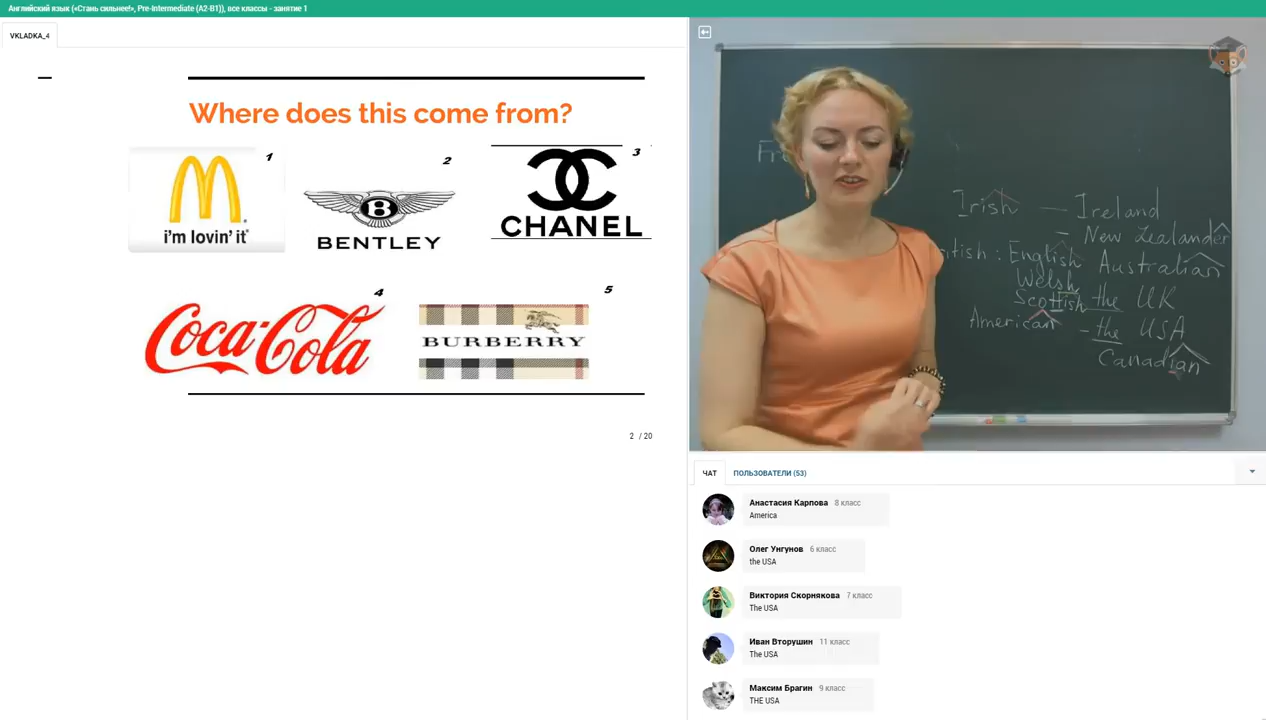 Английский язык («Стань сильнее!», Pre-Intermediate (A2-B1)), все классы - занятие 1
VKLADKA_4
Where does this come from?
1
i'm lovin' it
2
B
BENTLEY
3
CHANEL
4
Coca-Cola
5
BURBERRY
2 / 20
Irish — Ireland
- New Zealander
itish : English Australian
Welsh
Scottish the UK
American - the USA
Canadian
ЧАТ
ПОЛЬЗОВАТЕЛИ (53)
Анастасия Карпова 8 класс
America
Олег Унгунов 6 класс
the USA
Виктория Скорнякова 7 класс
The USA
Иван Вторушин 11 класс
The USA
Максим Брагин 9 класс
THE USA